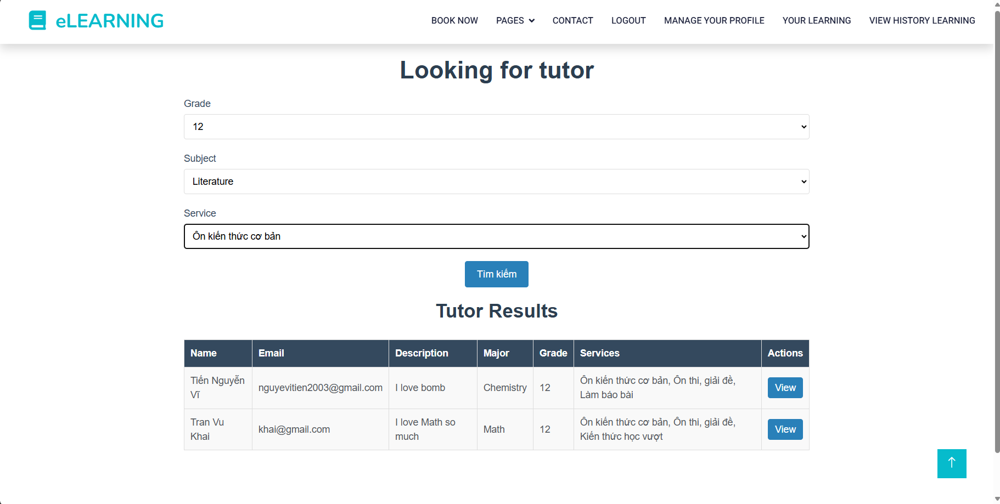 eLEARNING
BOOK NOW
PAGES
CONTACT
LOGOUT
MANAGE YOUR PROFILE
YOUR LEARNING
VIEW HISTORY LEARNING
Looking for tutor
Grade
12
Subject
Literature
Service
Ôn kiến thức cơ bản
Tìm kiếm
Tutor Results
Name Email Description Major Grade Services Actions
Tiến Nguyễn
Vĩ
nguyevitien2003@gmail.com
I love bomb
Chemistry
12
Ôn kiến thức cơ bản, Ôn thi, giải đề,
Làm báo bài
View
Tran Vu
Khai
khai@gmail.com
I love Math so
much
Math
12
Ôn kiến thức cơ bản, Ôn thi, giải đề,
Kiến thức học vượt
View